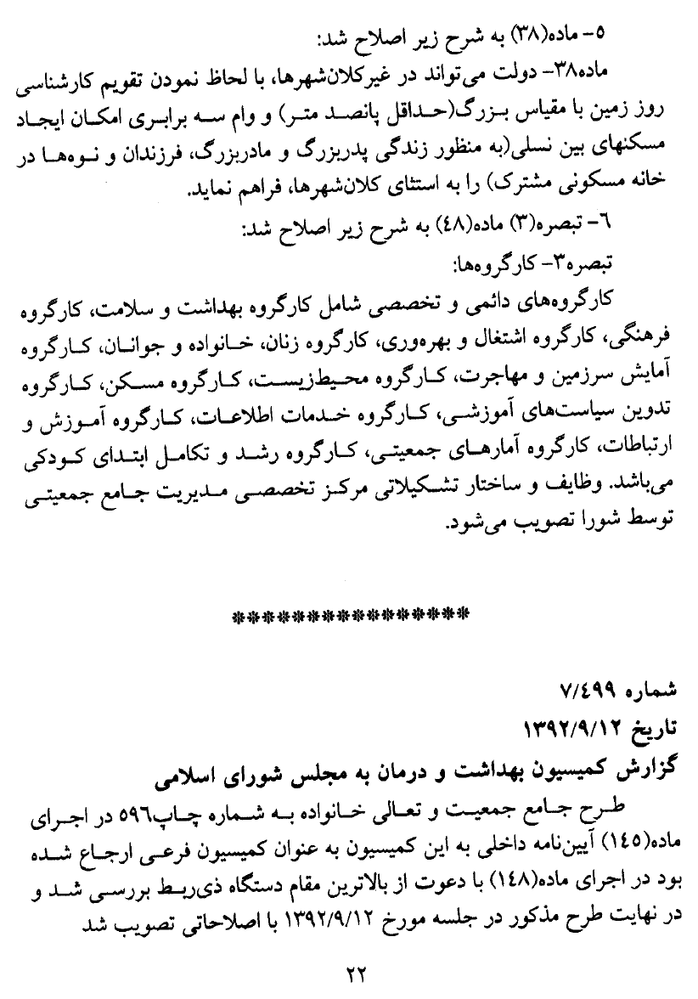 ۵- ماده(۳۸) به شرح زیر اصلاح شد:
ماده۳۸- دولت می‌تواند در غیرکلان‌شهرها، با لحاظ نمودن تقویم کارشناسی
روز زمین با مقیاس بزرگ(حداقل پانصد متر) و وام سه برابری امکان ایجاد
مسکنهای بین نسلی(به منظور زندگی پدربزرگ و مادربزرگ، فرزندان و نوه‌ها در
خانه مسکونی مشترک) را به استثای کلان‌شهرها، فراهم نماید.
۶- تبصره(۳) ماده(۴۸) به شرح زیر اصلاح شد:
تبصره۳- کارگروه‌ها:
کارگروه‌های دائمی و تخصصی شامل کارگروه بهداشت و سلامت، کارگروه
فرهنگی، کارگروه اشتغال و بهره‌وری، کارگروه زنان، خانواده و جوانان، کارگروه
آمایش سرزمین و مهاجرت، کارگروه محیط‌زیست، کارگروه مسکن، کارگروه
تدوین سیاست‌های آموزشی، کارگروه خدمات اطلاعات، کارگروه آموزش و
ارتباطات، کارگروه آمارهای جمعیتی، کارگروه رشد و تکامل ابتدای کودکی
می‌باشد. وظایف و ساختار تشکیلاتی مرکز تخصصی مدیریت جامع جمعیتی
توسط شورا تصویب می‌شود.
****************
شماره ۷/۴۹۹
تاریخ ۱۳۹۲/۹/۱۲
گزارش کمیسیون بهداشت و درمان به مجلس شورای اسلامی
طرح جامع جمعیت و تعالی خانواده به شماره چاپ۵۹۶ در اجرای
ماده(۱۴۵) آیین‌نامه داخلی به این کمیسیون به عنوان کمیسیون فرعی ارجاع شده
بود در اجرای ماده(۱۴۸) با دعوت از بالاترین مقام دستگاه ذی‌ربط بررسی شد و
در نهایت طرح مذکور در جلسه مورخ ۱۳۹۲/۹/۱۲ با اصلاحاتی تصویب شد
۲۲